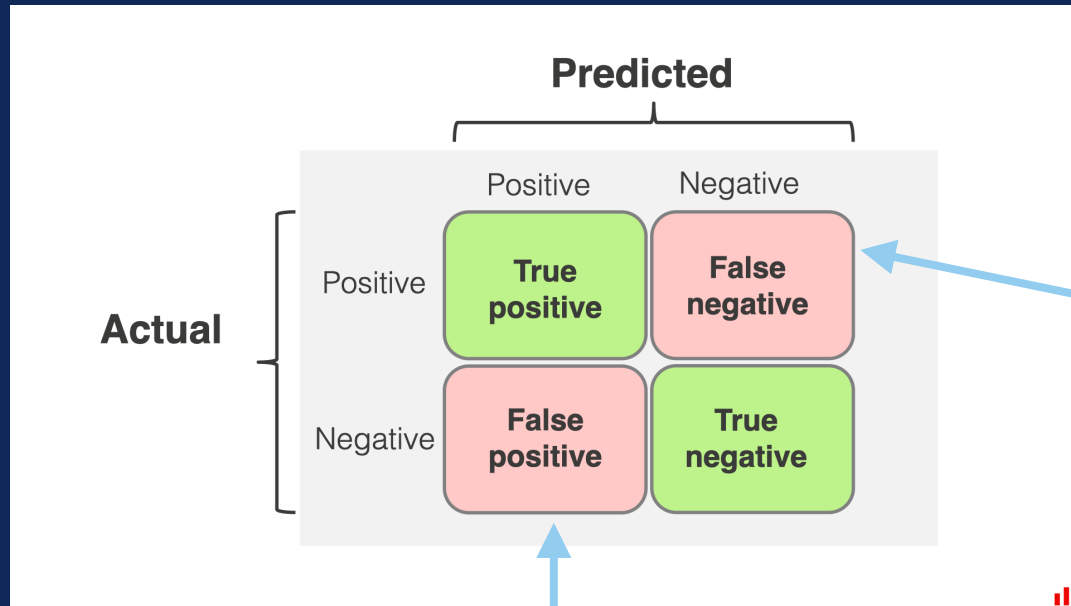 Predicted
Positive Negative
Positive
True
positive
False
negative
Actual
Negative
False
positive
True
negative